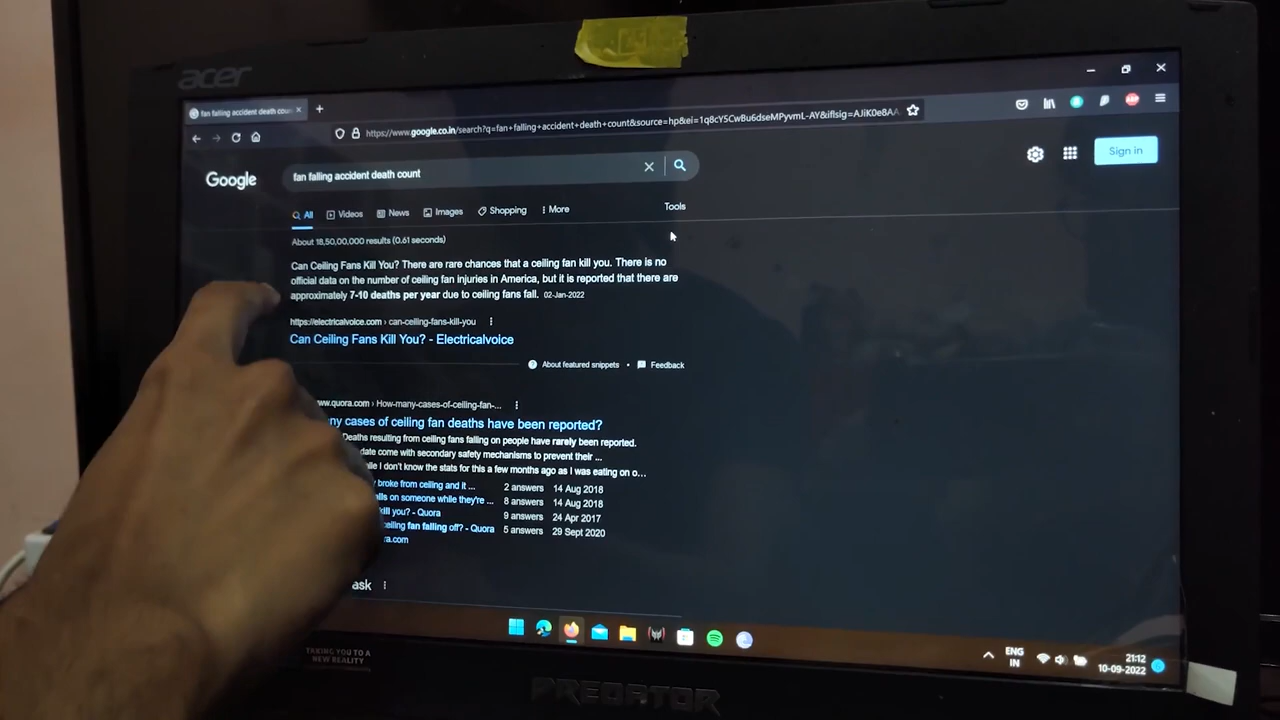 acer
fan falling accident death cou
https://www.google.co.in/search?q=fan+falling+accident+death+count&source=hp&ei=1q8cY5CwBu6dseMPyvmL-AY&iflsig=AJiK0e8AA
Google
fan falling accident death count
Sign in
All Videos News Images Shopping More Tools
About 18,50,00,000 results (0.61 seconds)
Can Ceiling Fans Kill You? There are rare chances that a ceiling fan kill you. There is no
official data on the number of ceiling fan injuries in America, but it is reported that there are
approximately 7-10 deaths per year due to ceiling fans fall. 02-Jan-2022
https://electricalvoice.com › can-ceiling-fans-kill-you
Can Ceiling Fans Kill You? - Electricalvoice
About featured snippets • Feedback
ww.quora.com › How-many-cases-of-ceiling-fan-...
ny cases of ceiling fan deaths have been reported?
Deaths resulting from ceiling fans falling on people have rarely been reported.
date come with secondary safety mechanisms to prevent their ...
I don't know the stats for this a few months ago as I was eating on o...
broke from ceiling and it ... 2 answers 14 Aug 2018
on someone while they're ... 8 answers 14 Aug 2018
kill you? - Quora 9 answers 24 Apr 2017
ceiling fan falling off? - Quora 5 answers 29 Sept 2020
ra.com
ask
ENG
IN
21:12
10-09-2022
TAKING YOU TO A
NEW REALITY
PREDATOR